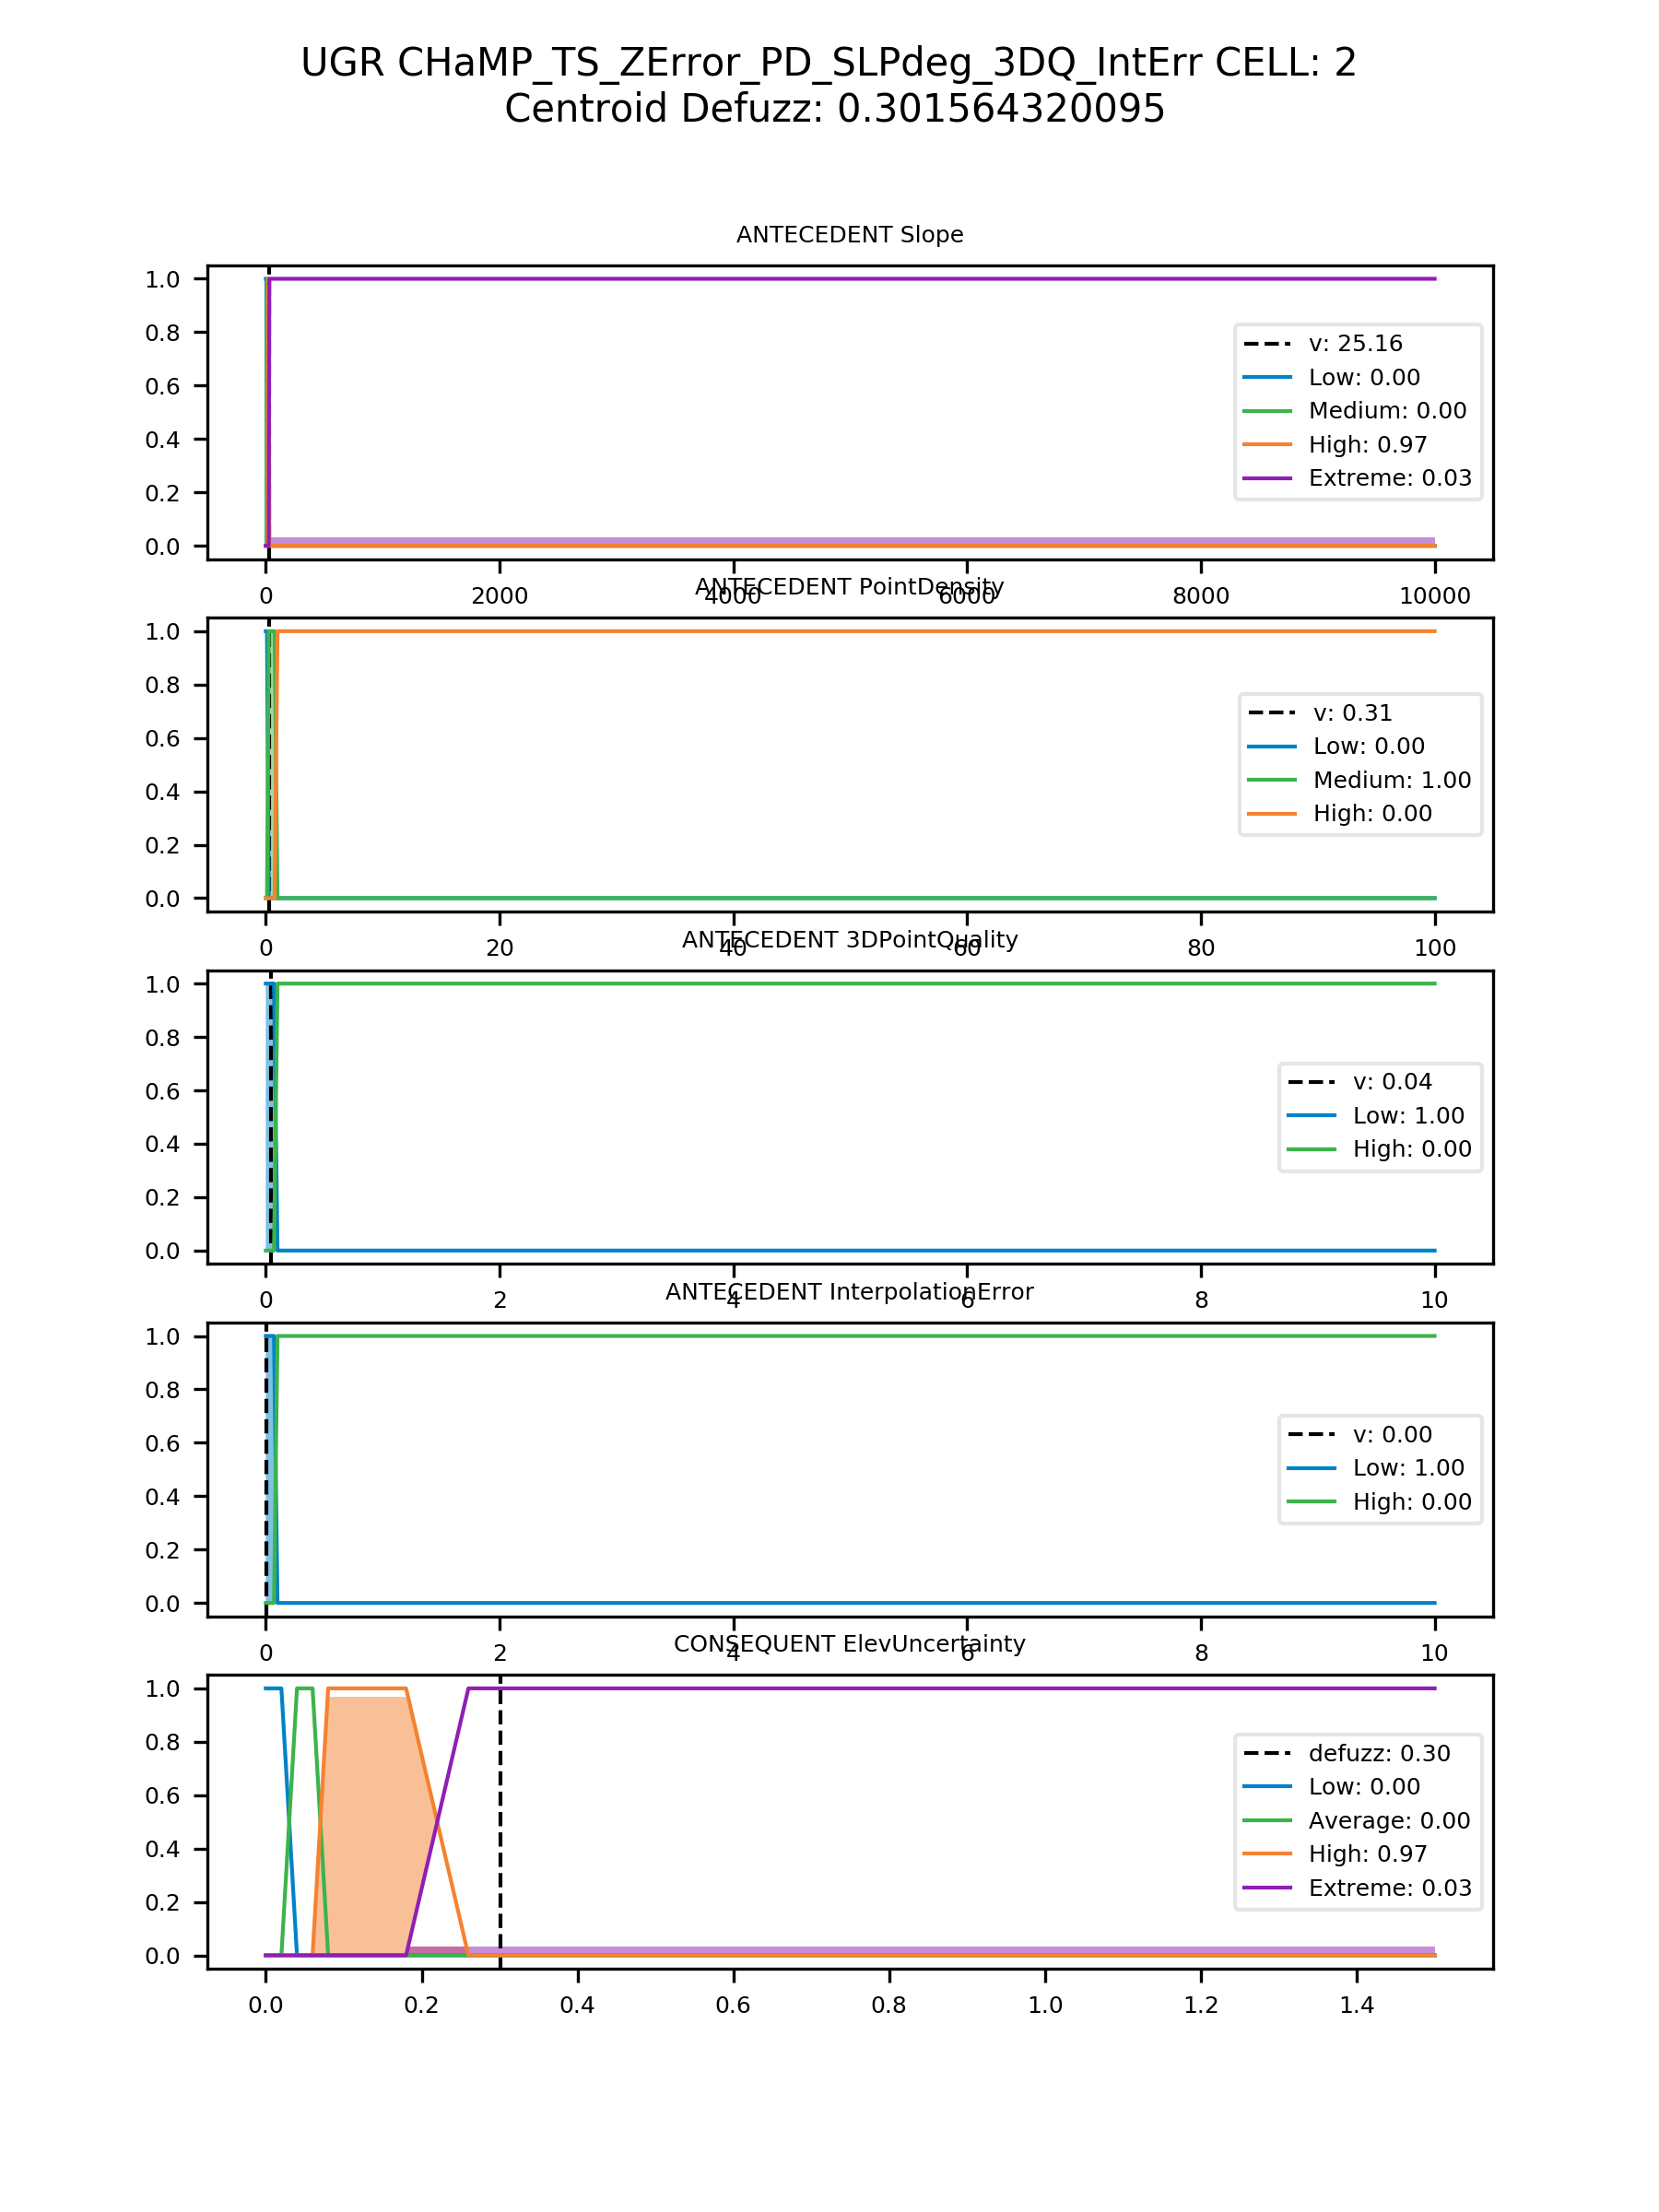 UGR CHaMP_TS_ZError_PD_SLPdeg_3DQ_IntErr CELL: 2
Centroid Defuzz: 0.301564320095
ANTECEDENT Slope
1.0
0.8
0.6
0.4
0.2
0.0
v: 25.16
Low: 0.00
Medium: 0.00
High: 0.97
Extreme: 0.03
0 2000 4000 6000 8000 10000
ANTECEDENT PointDensity
1.0
0.8
0.6
0.4
0.2
0.0
v: 0.31
Low: 0.00
Medium: 1.00
High: 0.00
0 20 40 60 80 100
ANTECEDENT 3DPointQuality
1.0
0.8
0.6
0.4
0.2
0.0
v: 0.04
Low: 1.00
High: 0.00
0 2 4 6 8 10
ANTECEDENT InterpolationError
1.0
0.8
0.6
0.4
0.2
0.0
v: 0.00
Low: 1.00
High: 0.00
0 2 4 6 8 10
CONSEQUENT ElevUncertainty
1.0
0.8
0.6
0.4
0.2
0.0
defuzz: 0.30
Low: 0.00
Average: 0.00
High: 0.97
Extreme: 0.03
0.0 0.2 0.4 0.6 0.8 1.0 1.2 1.4